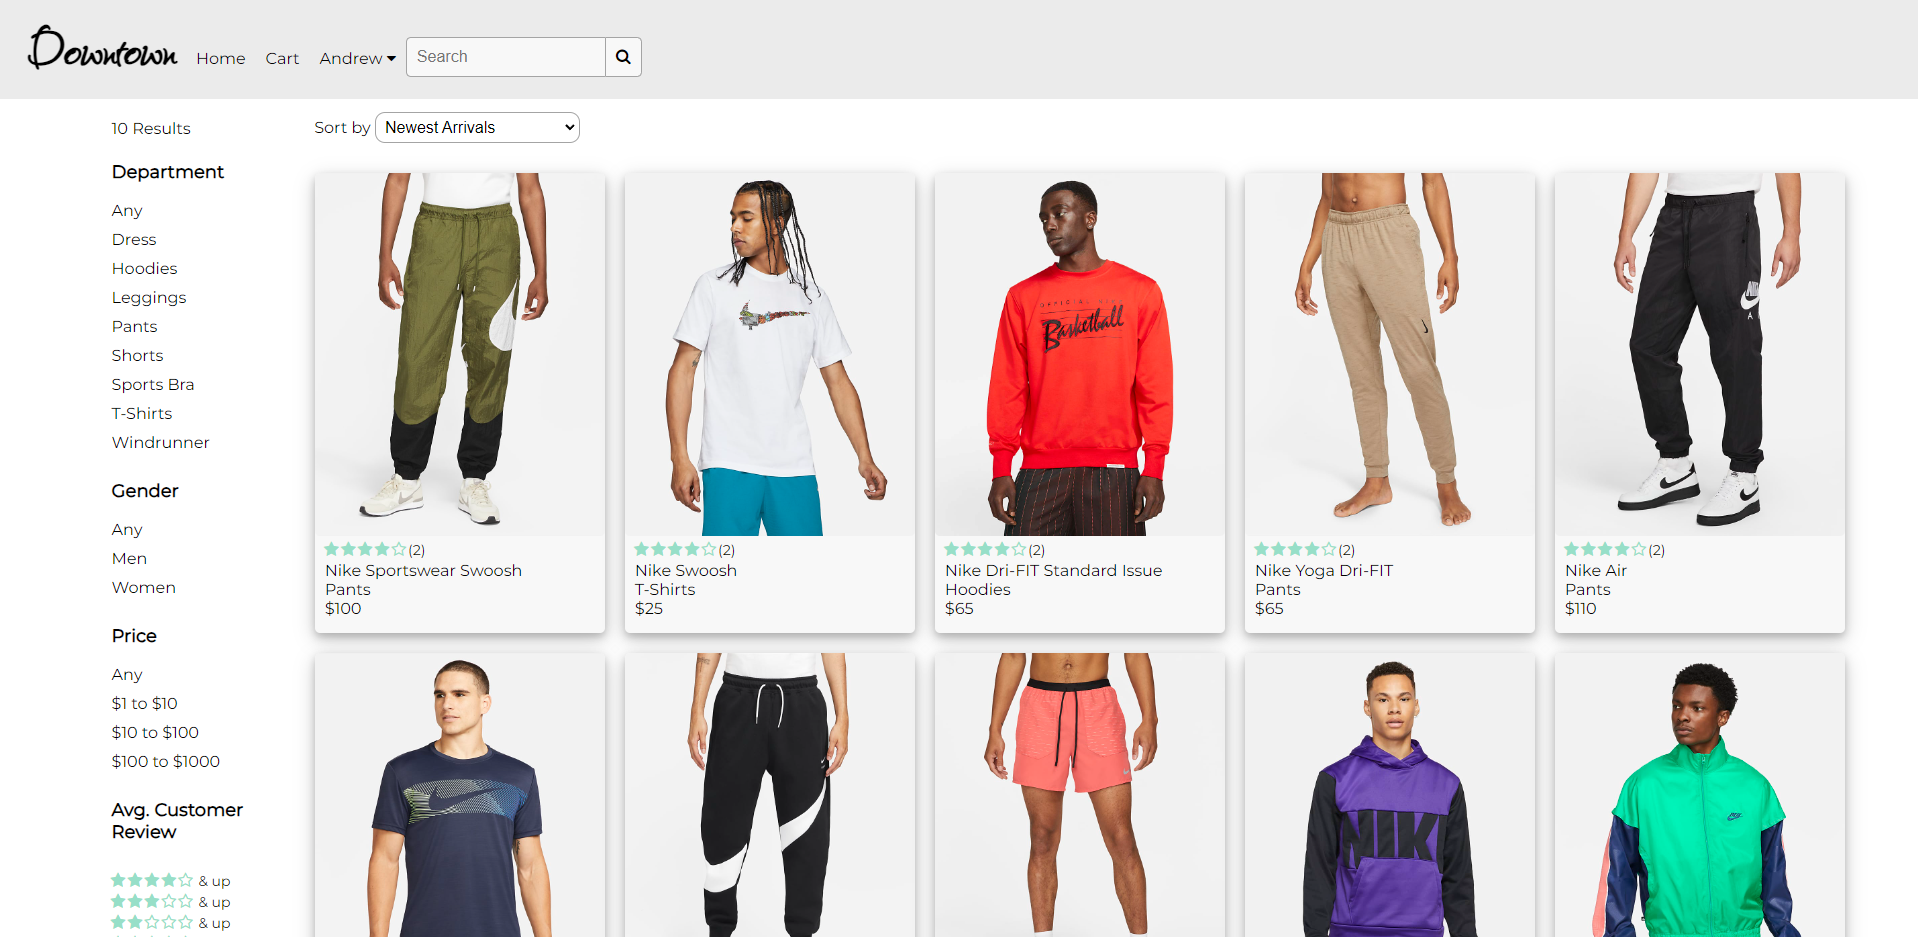 Downtown
Home
Cart
Andrew
Search
10 Results
Sort by
Newest Arrivals
Department
Any
Dress
Hoodies
Leggings
Pants
Shorts
Sports Bra
T-Shirts
Windrunner
Gender
Any
Men
Women
Price
Any
$1 to $10
$10 to $100
$100 to $1000
Avg. Customer
Review
& up
& up
& up
(2)
Nike Sportswear Swoosh
Pants
$100
(2)
Nike Swoosh
T-Shirts
$25
Basketball
(2)
Nike Dri-FIT Standard Issue
Hoodies
$65
(2)
Nike Yoga Dri-FIT
Pants
$65
(2)
Nike Air
Pants
$110
NIK